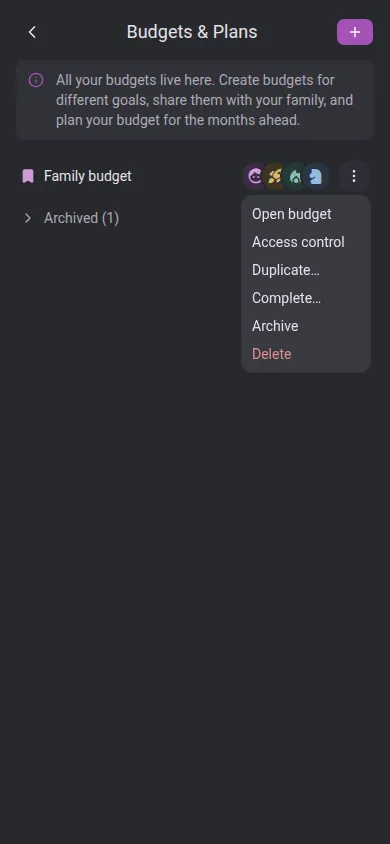 Budgets & Plans
All your budgets live here. Create budgets for
different goals, share them with your family, and
plan your budget for the months ahead.
Family budget
Archived (1)
Open budget
Access control
Duplicate…
Complete…
Archive
Delete